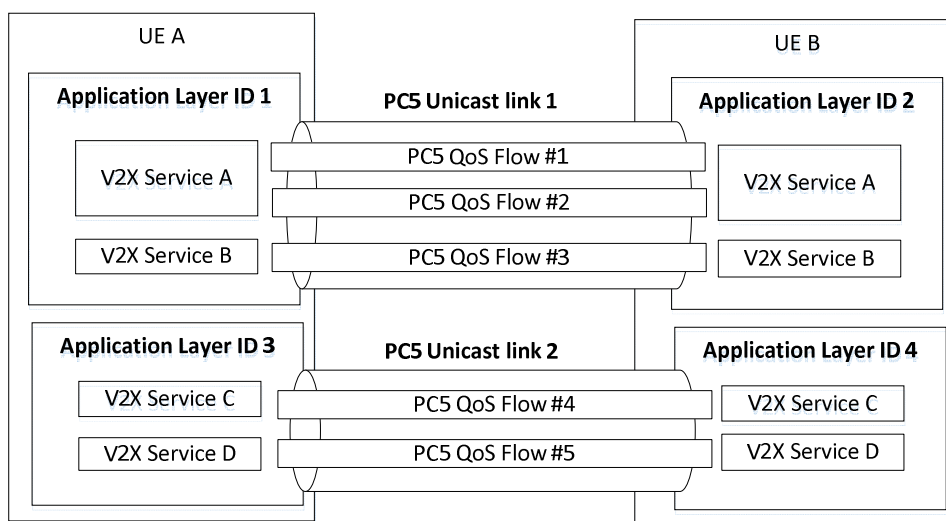 UE A
UE B
Application Layer ID 1
PC5 Unicast link 1
Application Layer ID 2
V2X Service A
PC5 QoS Flow #1
V2X Service A
PC5 QoS Flow #2
V2X Service B
PC5 QoS Flow #3
V2X Service B
Application Layer ID 3
PC5 Unicast link 2
Application Layer ID 4
V2X Service C
PC5 QoS Flow #4
V2X Service C
V2X Service D
PC5 QoS Flow #5
V2X Service D